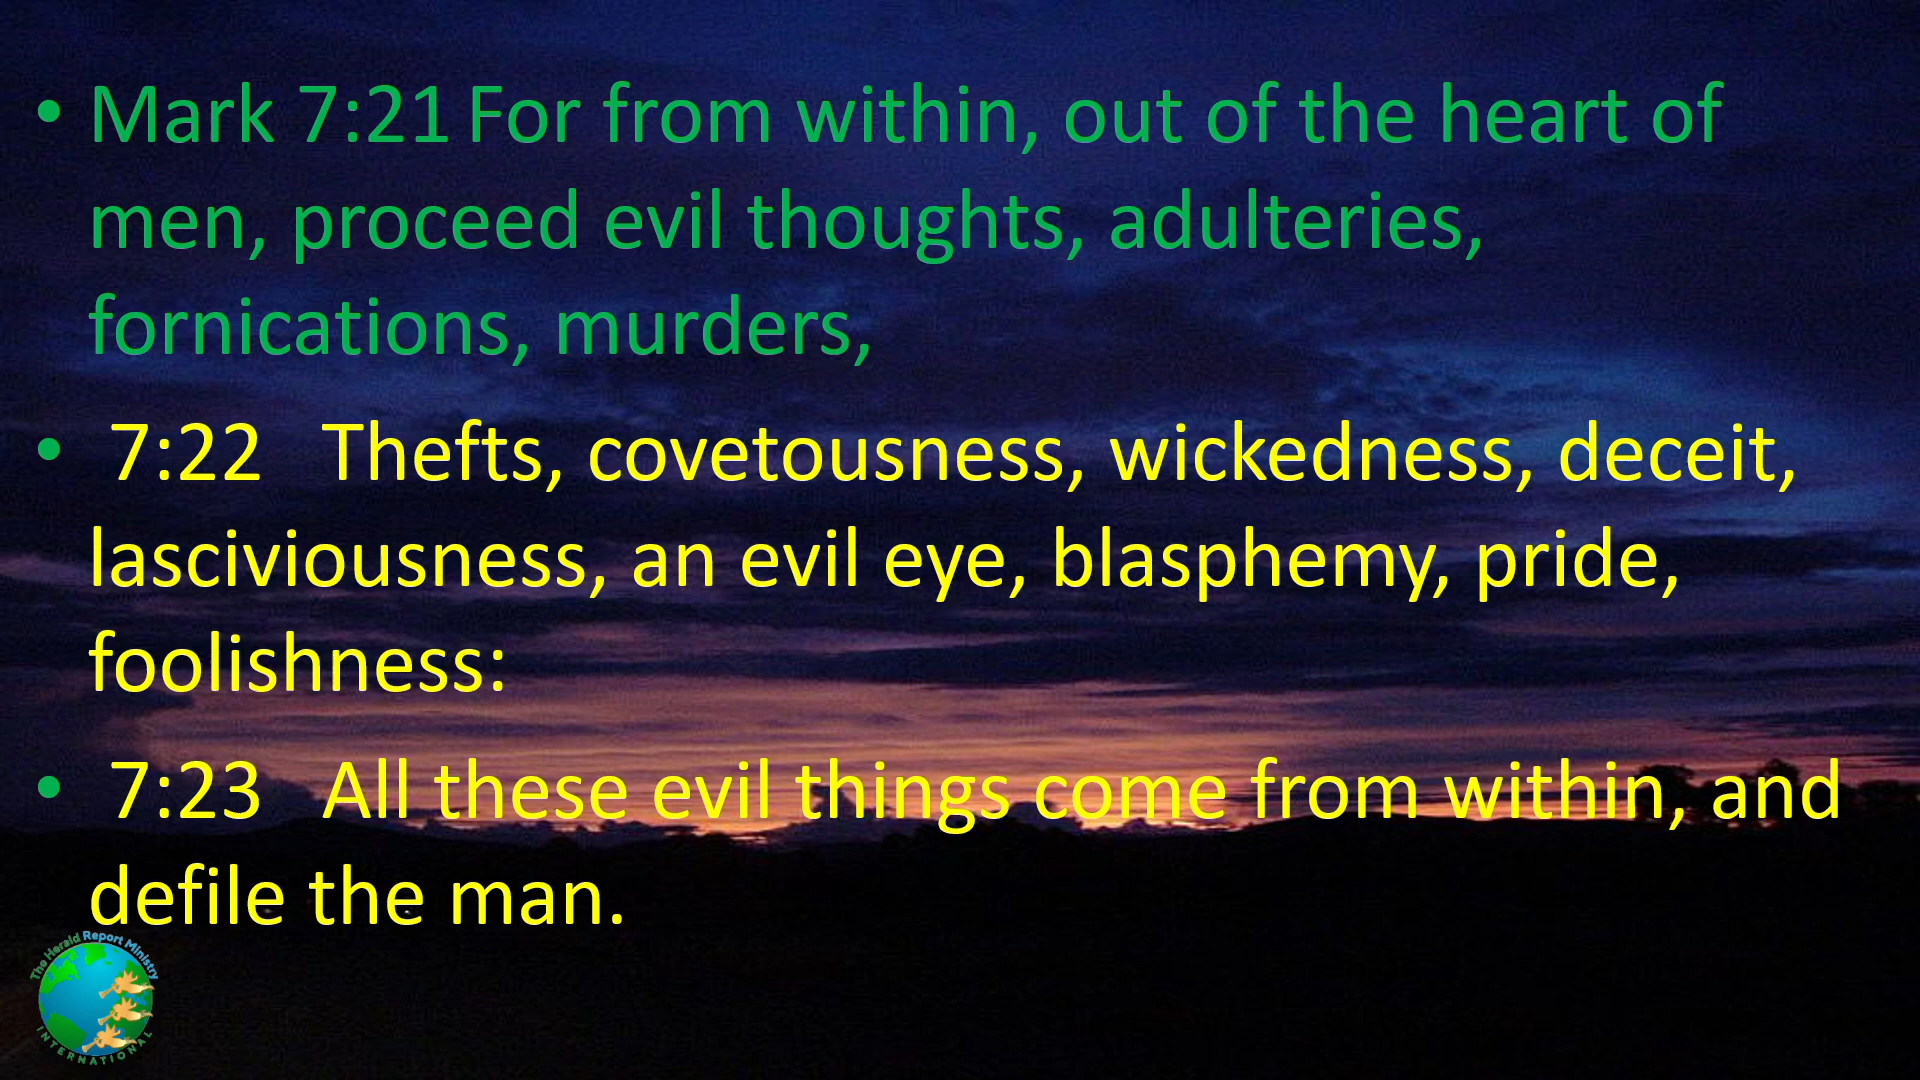 • Mark 7:21 For from within, out of the heart of
men, proceed evil thoughts, adulteries,
fornications, murders,
• 7:22 Thefts, covetousness, wickedness, deceit,
lasciviousness, an evil eye, blasphemy, pride,
foolishness:
• 7:23 All these evil things come from within, and
defile the man.
The Herald Report Ministry
INTERNATIONAL